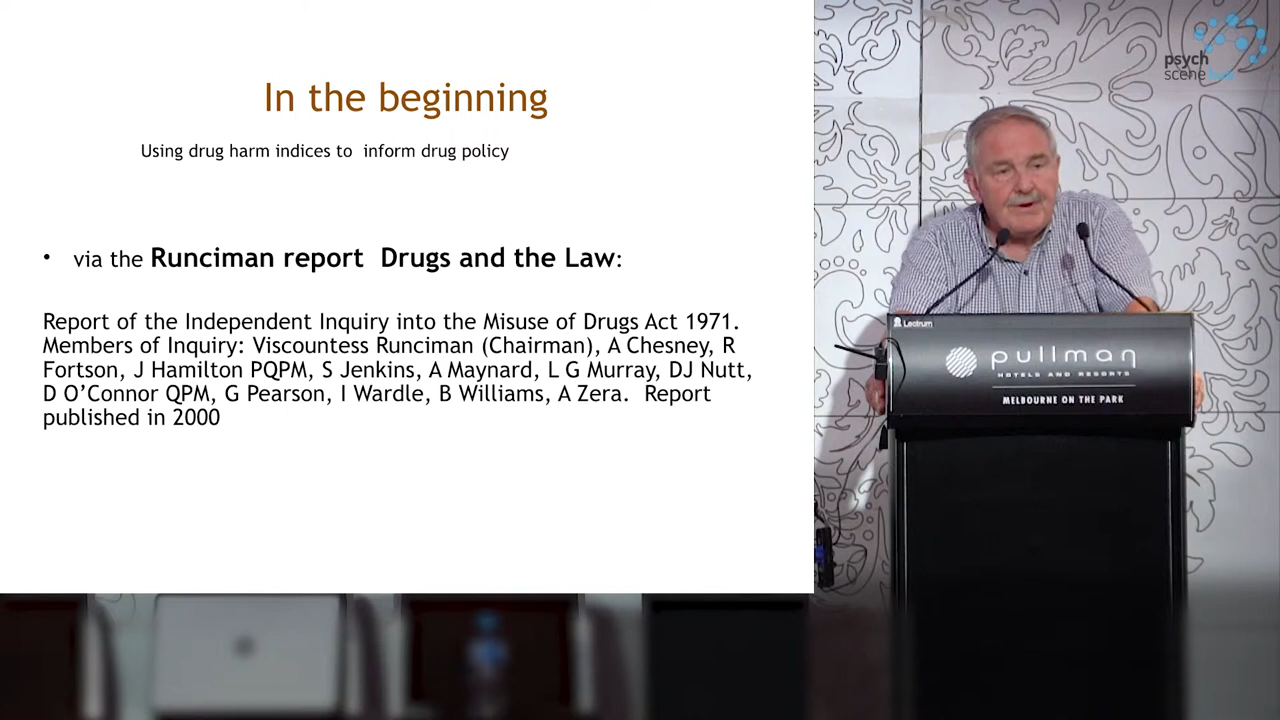 In the beginning
Using drug harm indices to inform drug policy
• via the Runciman report Drugs and the Law:
Report of the Independent Inquiry into the Misuse of Drugs Act 1971.
Members of Inquiry: Viscountess Runciman (Chairman), A Chesney, R
Fortson, J Hamilton PQPM, S Jenkins, A Maynard, L G Murray, DJ Nutt,
D O’Connor QPM, G Pearson, I Wardle, B Williams, A Zera. Report
published in 2000
psych
scene hub
Lectrum
pullman
HOTELS AND RESORTS
MELBOURNE ON THE PARK